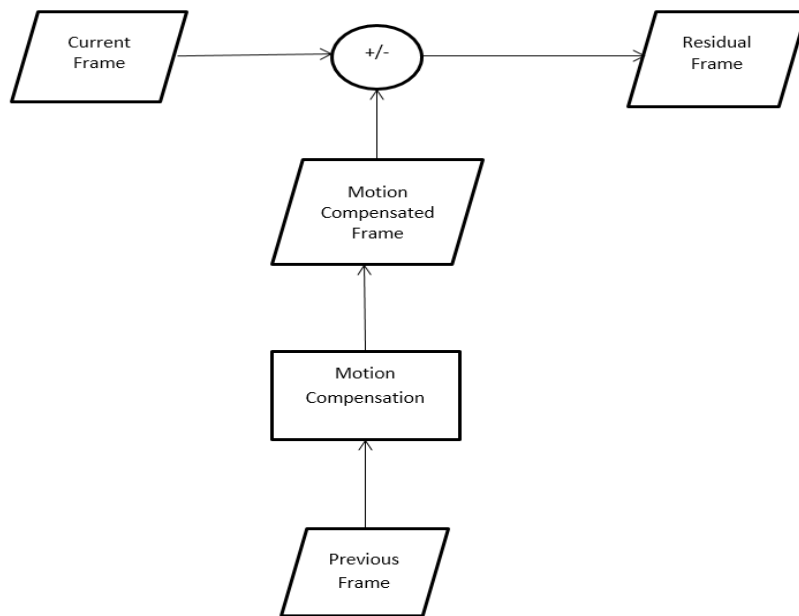 Current
Frame
+/-
Residual
Frame
Motion
Compensated
Frame
Motion
Compensation
Previous
Frame